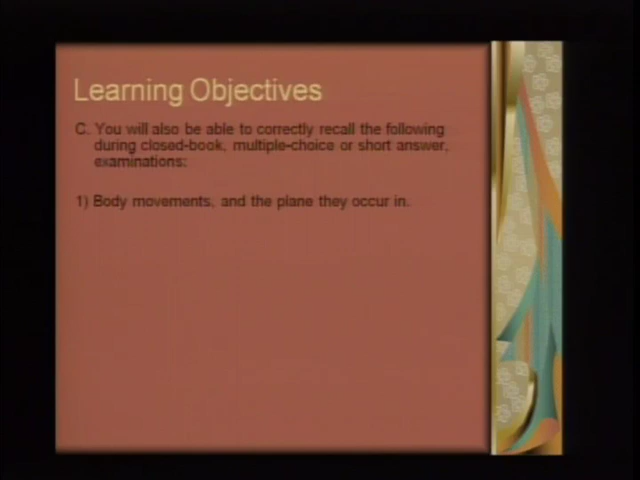 Learning Objectives
C. You will also be able to correctly recall the following
during closed-book, multiple-choice or short answer,
examinations:
1) Body movements, and the plane they occur in.